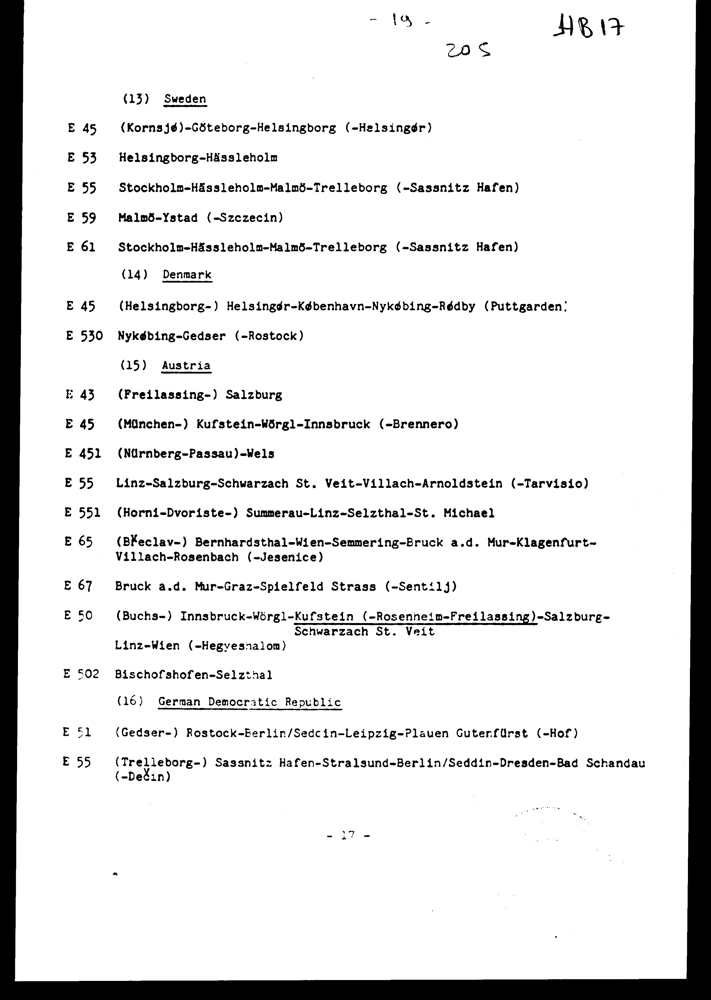 - 19 -
HB 17
20 S
(13) Sweden
E 45 (Kornsjø)-Göteborg-Helsingborg (-Helsingør)
E 53 Helsingborg-Hässleholm
E 55 Stockholm-Hässleholm-Malmö-Trelleborg (-Sassnitz Hafen)
E 59 Malmö-Ystad (-Szczecin)
E 61 Stockholm-Hässleholm-Malmö-Trelleborg (-Sassnitz Hafen)
(14) Denmark
E 45 (Helsingborg-) Helsingør-København-Nykøbing-Rødby (Puttgarden)
E 530 Nykøbing-Gedser (-Rostock)
(15) Austria
E 43 (Freilassing-) Salzburg
E 45 (München-) Kufstein-Wörgl-Innsbruck (-Brennero)
E 451 (Nürnberg-Passau)-Wels
E 55 Linz-Salzburg-Schwarzach St. Veit-Villach-Arnoldstein (-Tarvisio)
E 551 (Horni-Dvoriste-) Summerau-Linz-Selzthal-St. Michael
E 65 (Břeclav-) Bernhardsthal-Wien-Semmering-Bruck a.d. Mur-Klagenfurt-
Villach-Rosenbach (-Jesenice)
E 67 Bruck a.d. Mur-Graz-Spielfeld Strass (-Sentilj)
E 50 (Buchs-) Innsbruck-Wörgl-Kufstein (-Rosenheim-Freilassing)-Salzburg-
Schwarzach St. Veit
Linz-Wien (-Hegyeshalom)
E 502 Bischofshofen-Selzthal
(16) German Democratic Republic
E 51 (Gedser-) Rostock-Berlin/Seddin-Leipzig-Plauen Gutenfürst (-Hof)
E 55 (Trelleborg-) Sassnitz Hafen-Stralsund-Berlin/Seddin-Dresden-Bad Schandau
(-Dečin)
- 17 -